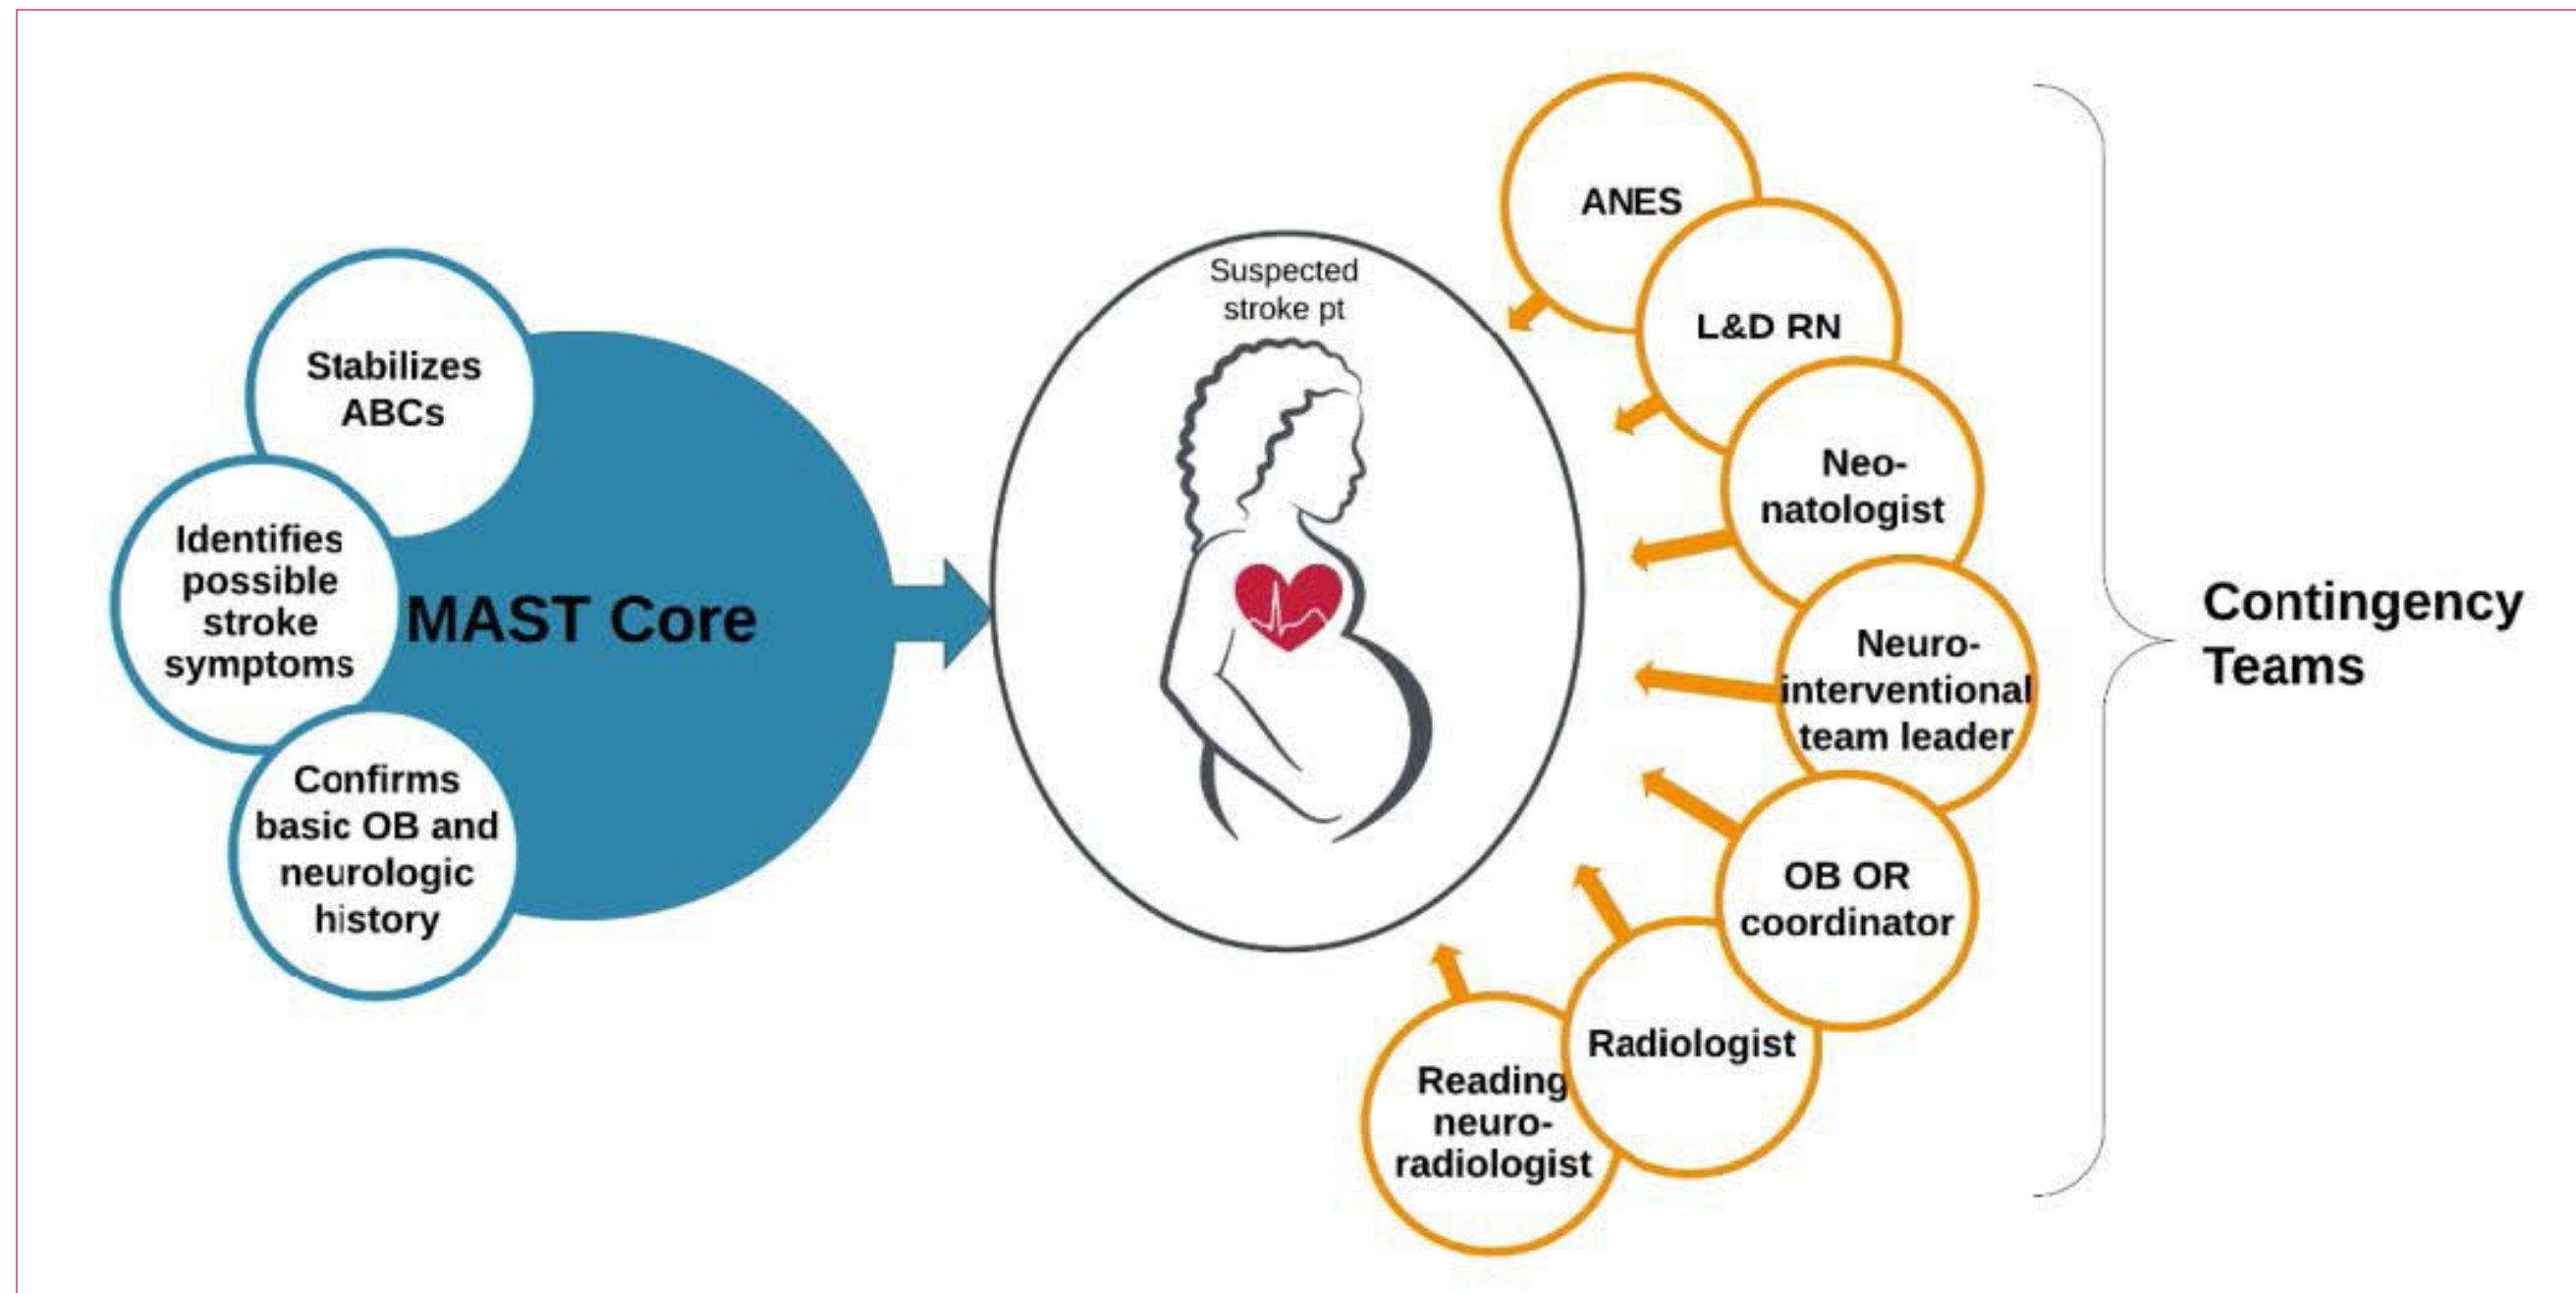 Stabilizes
ABCs
Identifies
possible
stroke
symptoms
Confirms
basic OB and
neurologic
history
MAST Core
Suspected
stroke pt
ANES
L&D RN
Neo-
natologist
Neuro-
interventional
team leader
OB OR
coordinator
Radiologist
Reading
neuro-
radiologist
Contingency
Teams